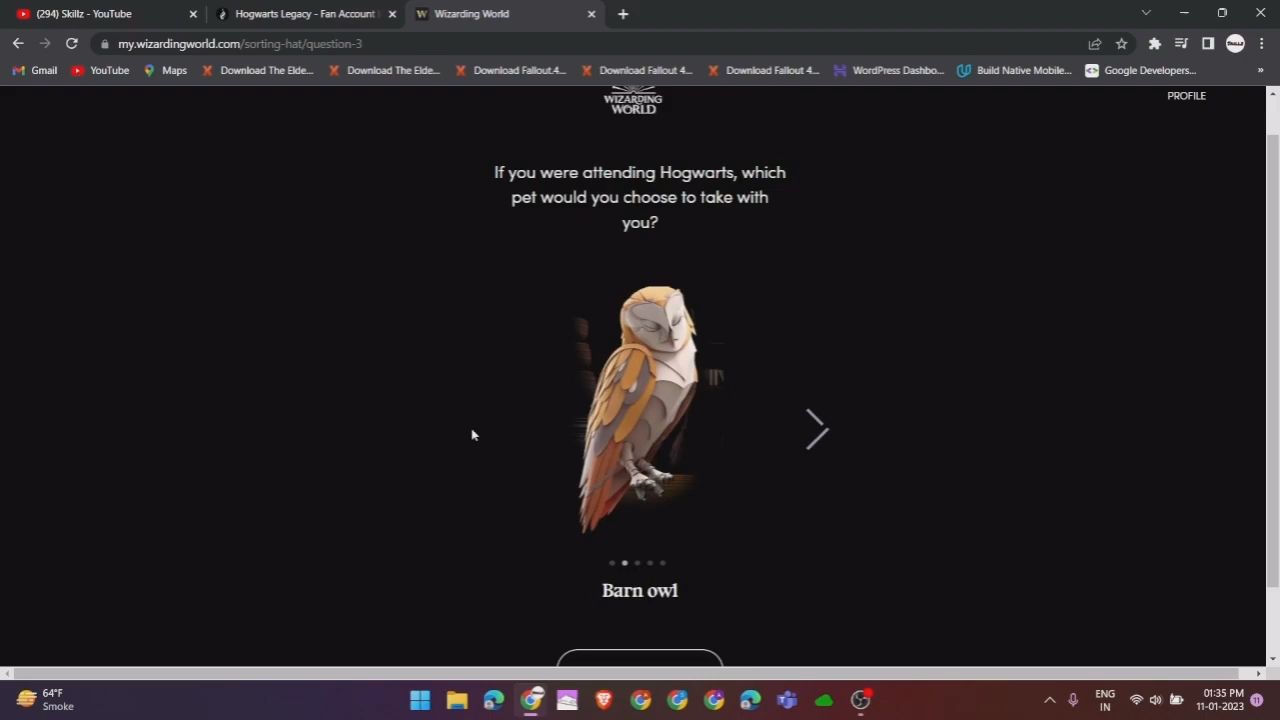 (294) Skillz - YouTube
Hogwarts Legacy - Fan Account
Wizarding World
my.wizardingworld.com/sorting-hat/question-3
Gmail
YouTube
Maps
Download The Elde...
Download The Elde...
Download Fallout.4...
Download Fallout 4...
Download Fallout 4...
WordPress Dashbo...
Build Native Mobile...
Google Developers...
»
WIZARDING
WORLD
PROFILE
If you were attending Hogwarts, which
pet would you choose to take with
you?
Barn owl
64°F
Smoke
ENG
IN
01:35 PM
11-01-2023
11